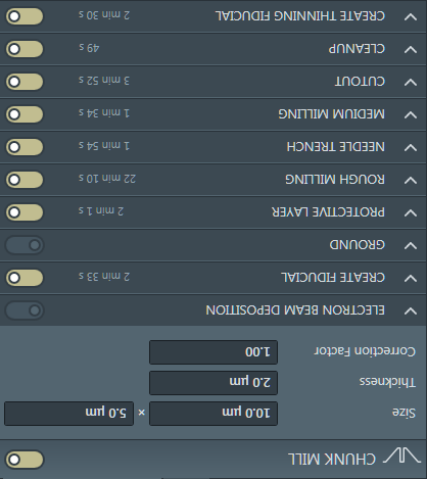 CHUNK MILL
Size 10.0 µm × 5.0 µm
Thickness 2.0 µm
Correction Factor 1.00
ELECTRON BEAM DEPOSITION
CREATE FIDUCIAL 2 min 33 s
GROUND
PROTECTIVE LAYER 2 min 1 s
ROUGH MILLING 22 min 10 s
NEEDLE TRENCH 1 min 54 s
MEDIUM MILLING 1 min 34 s
CUTOUT 3 min 52 s
CLEANUP 49 s
CREATE THINNING FIDUCIAL 2 min 30 s